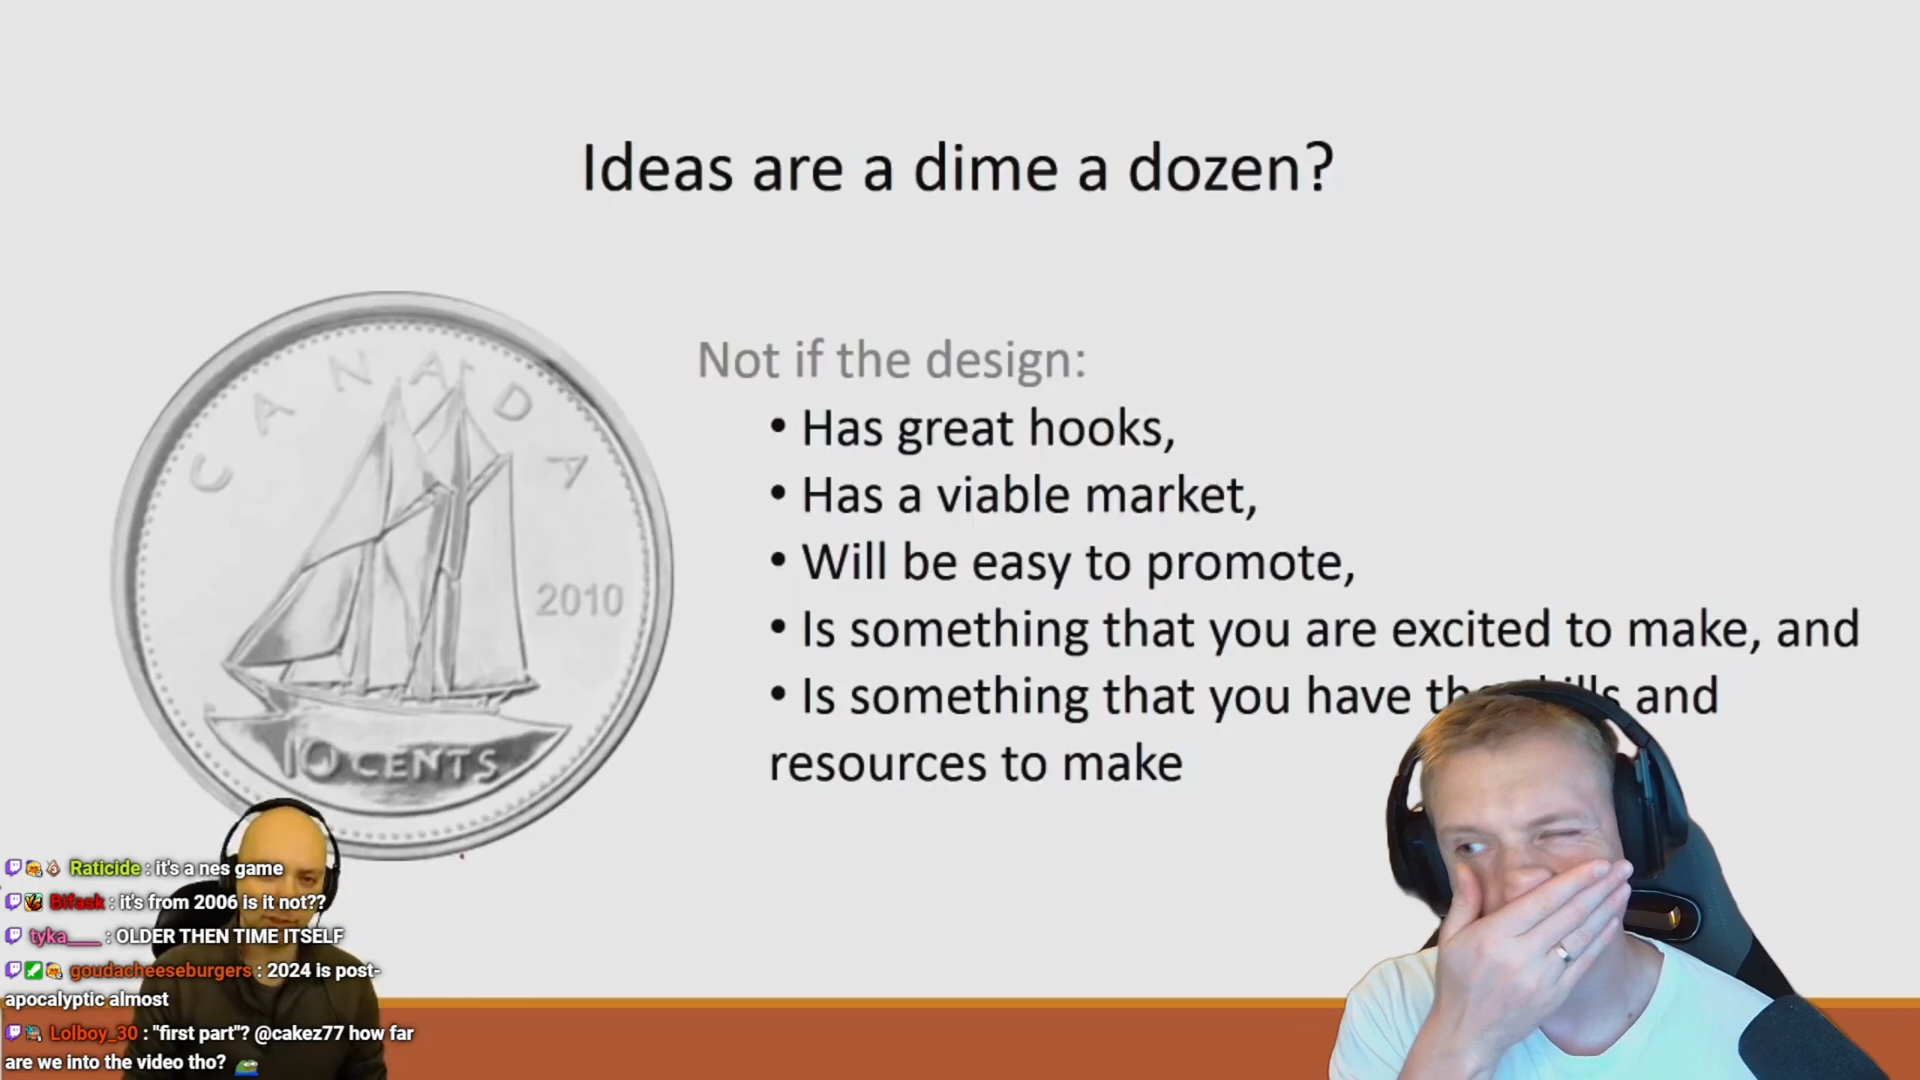 Ideas are a dime a dozen?
CANADA
2010
10 CENTS
Not if the design:
• Has great hooks,
• Has a viable market,
• Will be easy to promote,
• Is something that you are excited to make, and
• Is something that you have and
resources to make
Raticide : it's a nes game
Bifask : it's from 2006 is it not??
tyka___ : OLDER THEN TIME ITSELF
goudacheeseburgers : 2024 is post-
apocalyptic almost
Lolboy_30 : "first part"? @cakez77 how far
are we into the video tho?